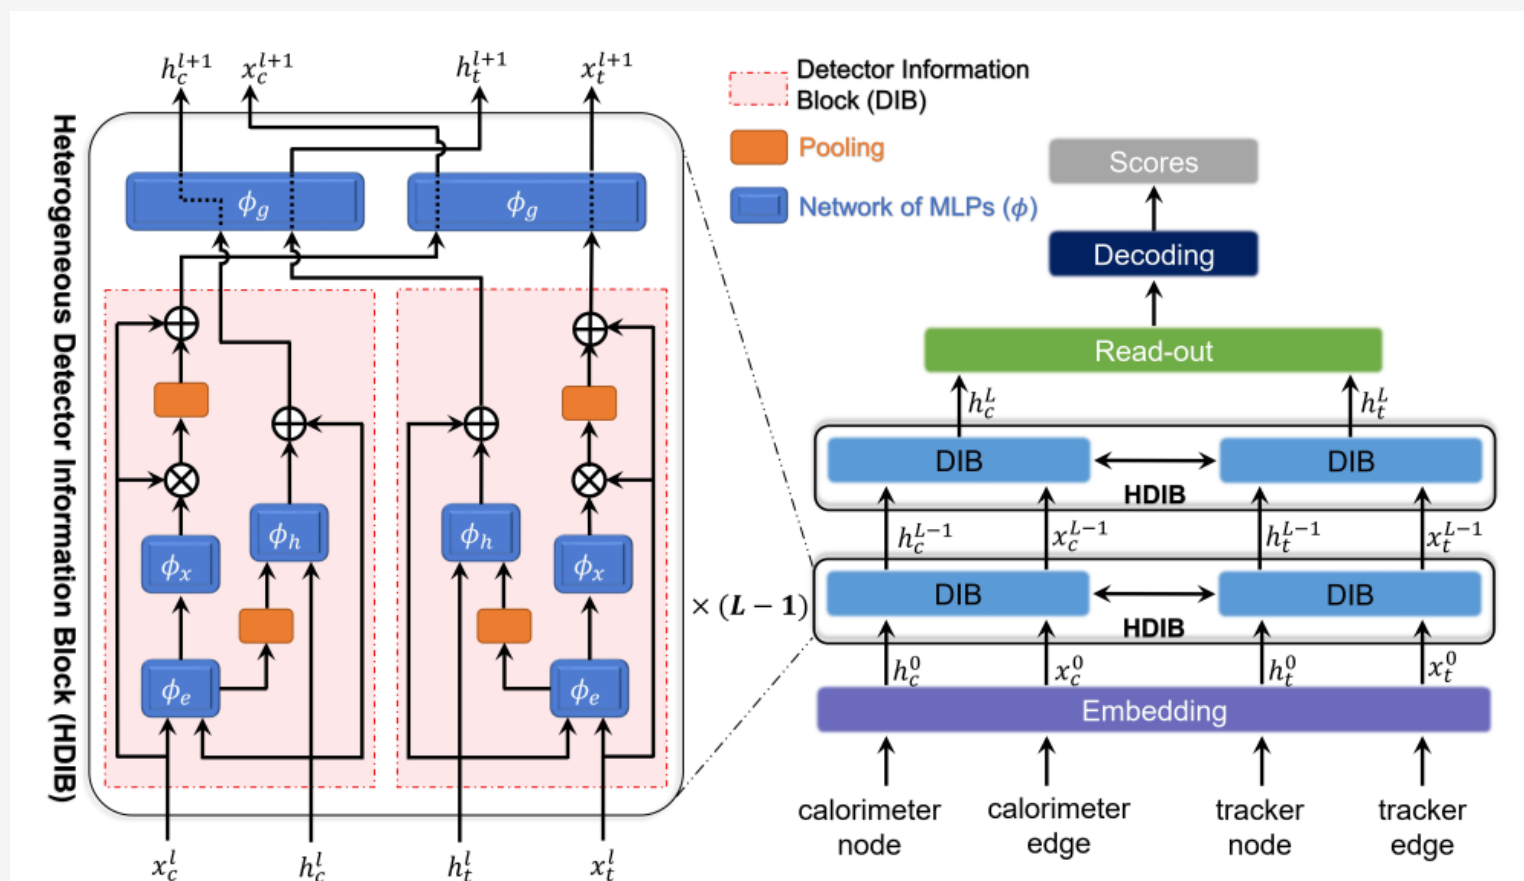 Heterogeneous Detector Information Block (HDIB)
h_c^{l+1} x_c^{l+1} h_t^{l+1} x_t^{l+1}
ϕ_g ϕ_g
ϕ_h ϕ_h
ϕ_x ϕ_x
ϕ_e ϕ_e
x_c^l h_c^l h_t^l x_t^l
Detector Information
Block (DIB)
Pooling
Network of MLPs (ϕ)
× (L − 1)
Scores
Decoding
Read-out
h_c^L h_t^L
DIB DIB
HDIB
h_c^{L−1} x_c^{L−1} h_t^{L−1} x_t^{L−1}
DIB DIB
HDIB
h_c^0 x_c^0 h_t^0 x_t^0
Embedding
calorimeter
node
calorimeter
edge
tracker
node
tracker
edge